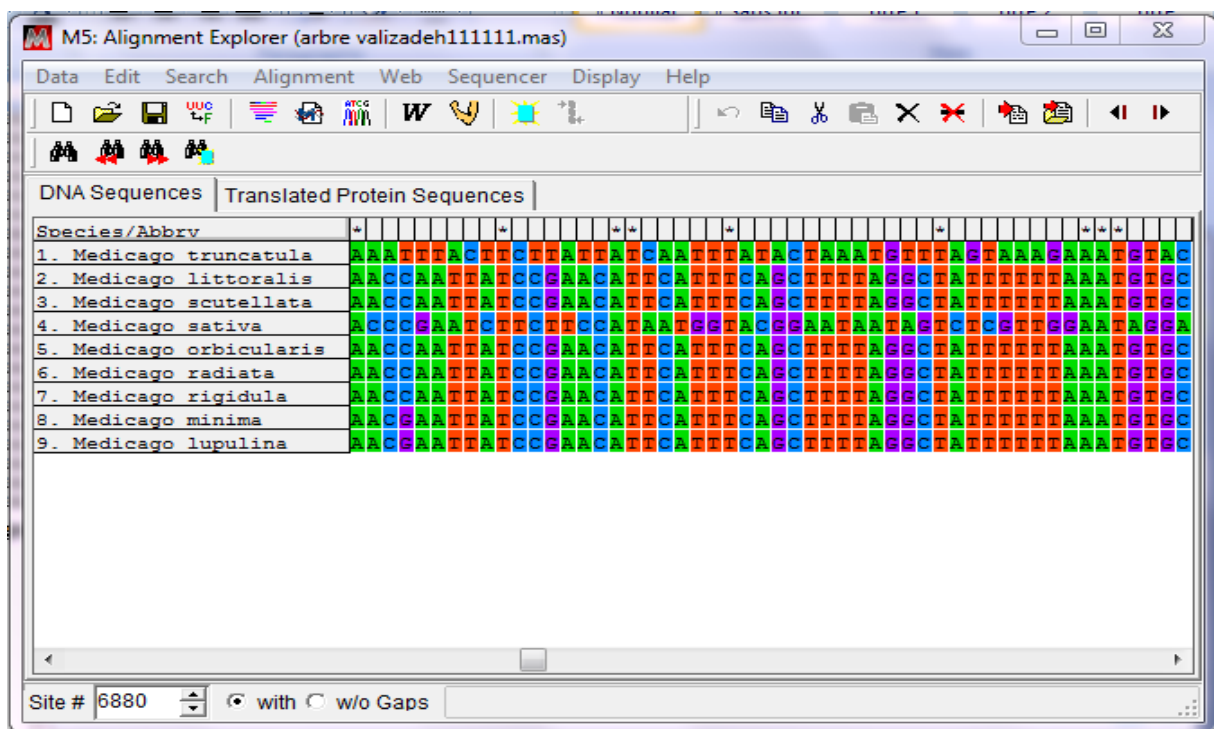 M5: Alignment Explorer (arbre valizadeh111111.mas)
Data Edit Search Alignment Web Sequencer Display Help
DNA Sequences Translated Protein Sequences
Species/Abbrv * * * * * * * * *
1. Medicago truncatula AAATTTACTTCTTATTATCAATTTATACTAAATGTTTAGTAAAGAAATGTAC
2. Medicago littoralis AACCAATTATCCGAACATTCATTTCAGCTTTTAGGCTATTTTTTAAATGTGC
3. Medicago scutellata AACCAATTATCCGAACATTCATTTCAGCTTTTAGGCTATTTTTTAAATGTGC
4. Medicago sativa ACCCGAATCTTCTTCCATAATGGTACGGAATAATAGTCTCGTTGGAATAGGA
5. Medicago orbicularis AACCAATTATCCGAACATTCATTTCAGCTTTTAGGCTATTTTTTAAATGTGC
6. Medicago radiata AACCAATTATCCGAACATTCATTTCAGCTTTTAGGCTATTTTTTAAATGTGC
7. Medicago rigidula AACCAATTATCCGAACATTCATTTCAGCTTTTAGGCTATTTTTTAAATGTGC
8. Medicago minima AACGAATTATCCGAACATTCATTTCAGCTTTTAGGCTATTTTTTAAATGTGC
9. Medicago lupulina AACGAATTATCCGAACATTCATTTCAGCTTTTAGGCTATTTTTTAAATGTGC
Site # 6880 with w/o Gaps